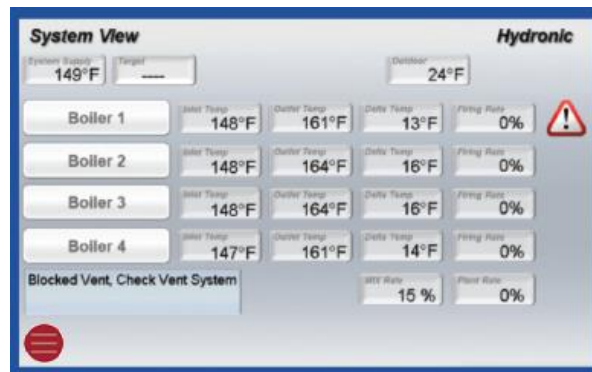 System View Hydronic
System Supply Target Outdoor
149°F ---- 24°F
Boiler 1 Inlet Temp 148°F Outlet Temp 161°F Delta Temp 13°F Firing Rate 0%
Boiler 2 Inlet Temp 148°F Outlet Temp 164°F Delta Temp 16°F Firing Rate 0%
Boiler 3 Inlet Temp 148°F Outlet Temp 164°F Delta Temp 16°F Firing Rate 0%
Boiler 4 Inlet Temp 147°F Outlet Temp 161°F Delta Temp 14°F Firing Rate 0%
Blocked Vent, Check Vent System
MIX Rate 15 % Plant Rate 0%